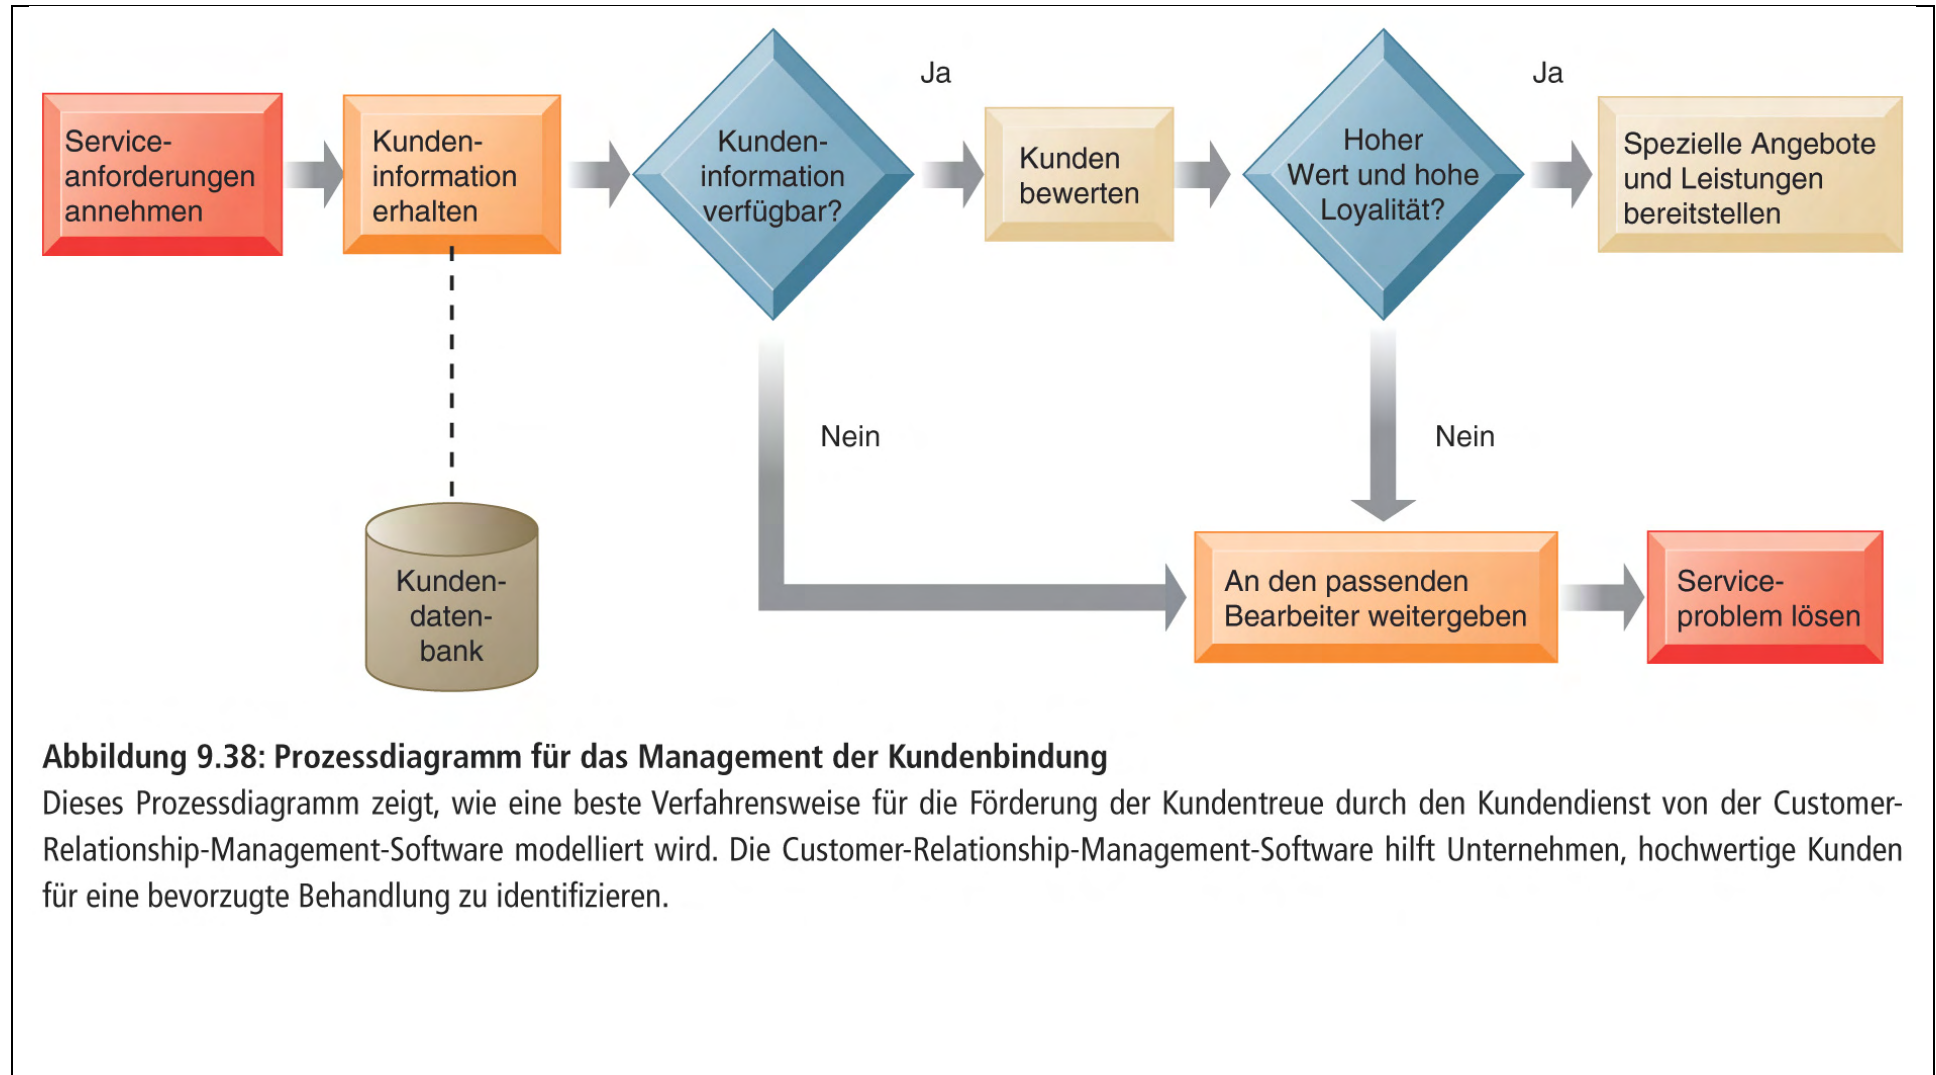 Service-
anforderungen
annehmen
Kunden-
information
erhalten
Kunden-
information
verfügbar?
Ja
Kunden
bewerten
Hoher
Wert und hohe
Loyalität?
Ja
Spezielle Angebote
und Leistungen
bereitstellen
Nein
Nein
Kunden-
daten-
bank
An den passenden
Bearbeiter weitergeben
Service-
problem lösen
Abbildung 9.38: Prozessdiagramm für das Management der Kundenbindung
Dieses Prozessdiagramm zeigt, wie eine beste Verfahrensweise für die Förderung der Kundentreue durch den Kundendienst von der Customer-
Relationship-Management-Software modelliert wird. Die Customer-Relationship-Management-Software hilft Unternehmen, hochwertige Kunden
für eine bevorzugte Behandlung zu identifizieren.